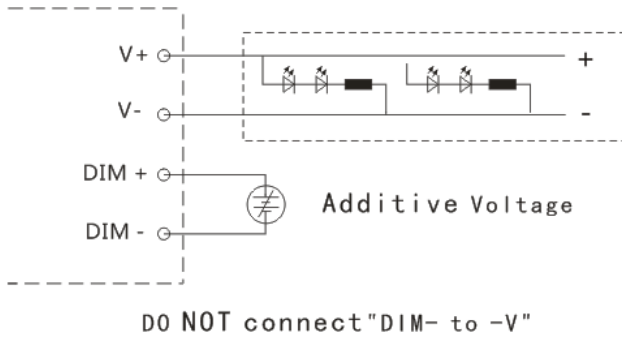 V+
+
V-
-
DIM +
Additive Voltage
DIM -
DO NOT connect"DIM- to -V"